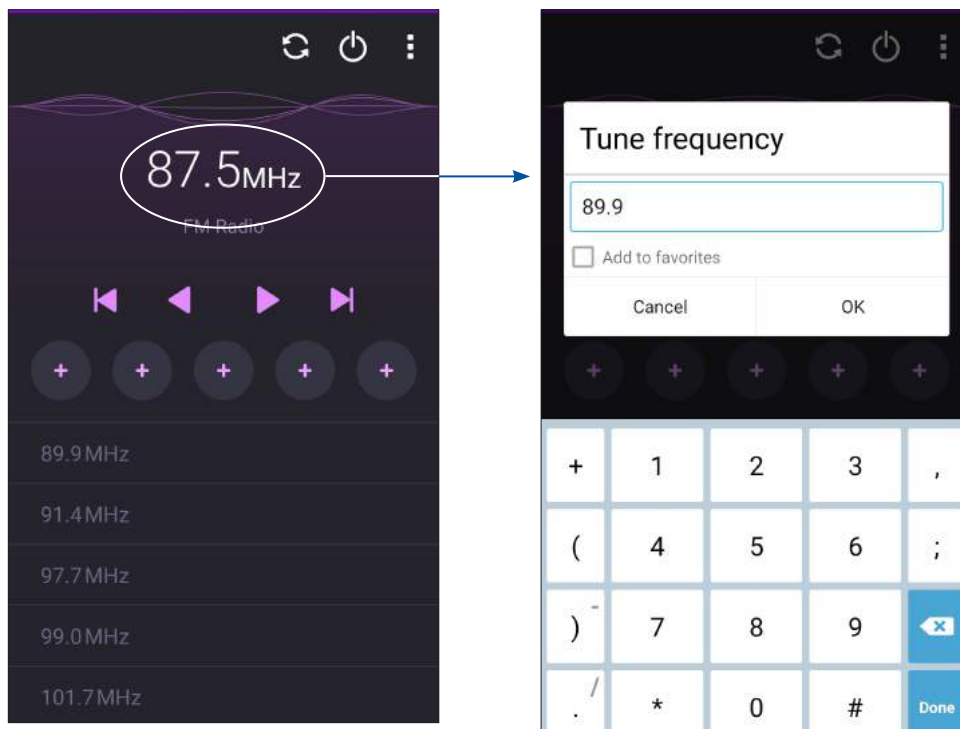 87.5MHz
FM Radio
+ + + + +
89.9MHz
91.4MHz
97.7MHz
99.0MHz
101.7MHz
Tune frequency
89.9
Add to favorites
Cancel OK
+ + + + +
+ 1 2 3 ,
( 4 5 6 ;
) - 7 8 9
. / * 0 # Done